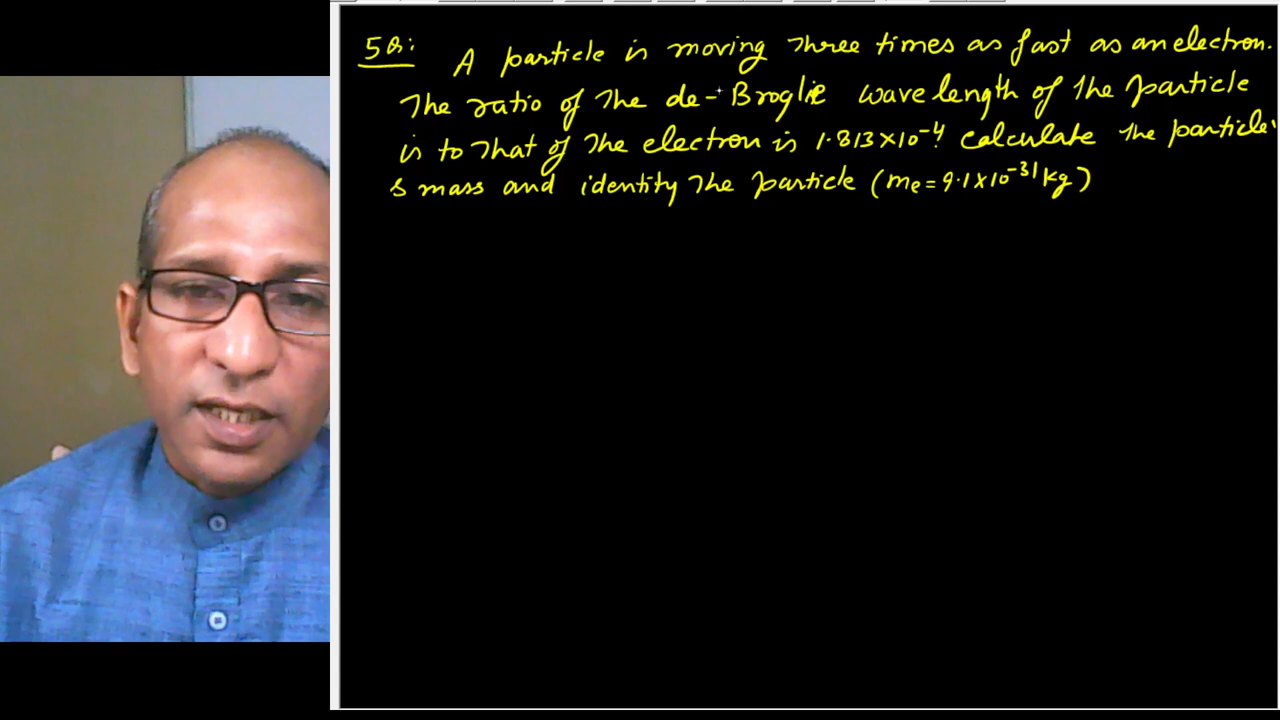 5Q: A particle is moving three times as fast as an electron.
The ratio of the de-Broglie wave length of the particle
is to that of the electron is 1.813×10⁻⁴. calculate the particle'
s mass and identity the particle (me = 9.1×10⁻³¹ kg)